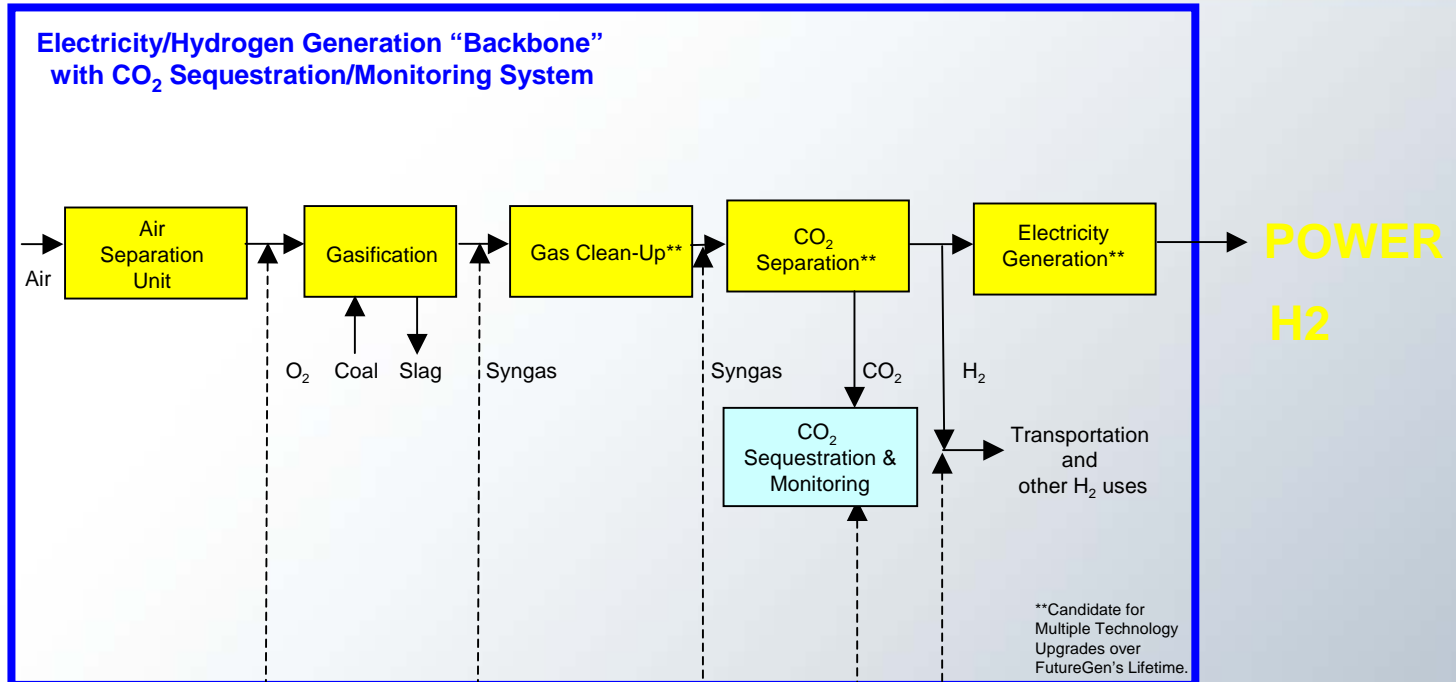 Electricity/Hydrogen Generation “Backbone”
with CO₂ Sequestration/Monitoring System
Air
Separation
Unit
Gasification
Gas Clean-Up**
CO₂
Separation**
Electricity
Generation**
POWER
H2
Air
O₂
Coal
Slag
Syngas
Syngas
CO₂
H₂
CO₂
Sequestration &
Monitoring
Transportation
and
other H₂ uses
**Candidate for
Multiple Technology
Upgrades over
FutureGen’s Lifetime.